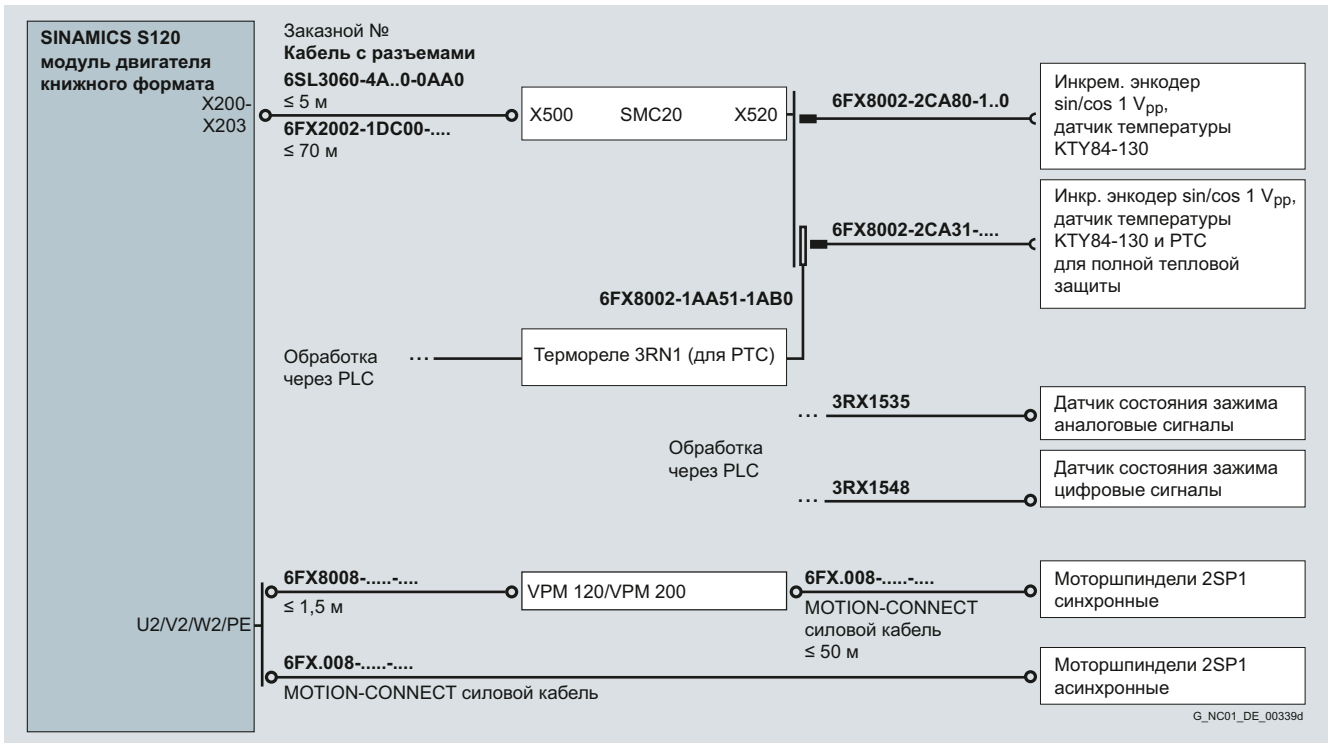 SINAMICS S120
модуль двигателя
книжного формата
X200-
X203
Заказной №
Кабель с разъемами
6SL3060-4A..0-0AA0
≤ 5 м
6FX2002-1DC00-....
≤ 70 м
X500 SMC20 X520
6FX8002-2CA80-1..0
Инкрем. энкодер
sin/cos 1 Vpp,
датчик температуры
KTY84-130
6FX8002-2CA31-....
Инкр. энкодер sin/cos 1 Vpp,
датчик температуры
KTY84-130 и PTC
для полной тепловой
защиты
6FX8002-1AA51-1AB0
Обработка
через PLC
...
Термореле 3RN1 (для PTC)
Обработка
через PLC
... 3RX1535
Датчик состояния зажима
аналоговые сигналы
... 3RX1548
Датчик состояния зажима
цифровые сигналы
U2/V2/W2/PE
6FX8008-.....-....
≤ 1,5 м
VPM 120/VPM 200
6FX.008-.....-....
MOTION-CONNECT
силовой кабель
≤ 50 м
Моторшпиндели 2SP1
синхронные
6FX.008-.....-....
MOTION-CONNECT силовой кабель
Моторшпиндели 2SP1
асинхронные
G_NC01_DE_00339d